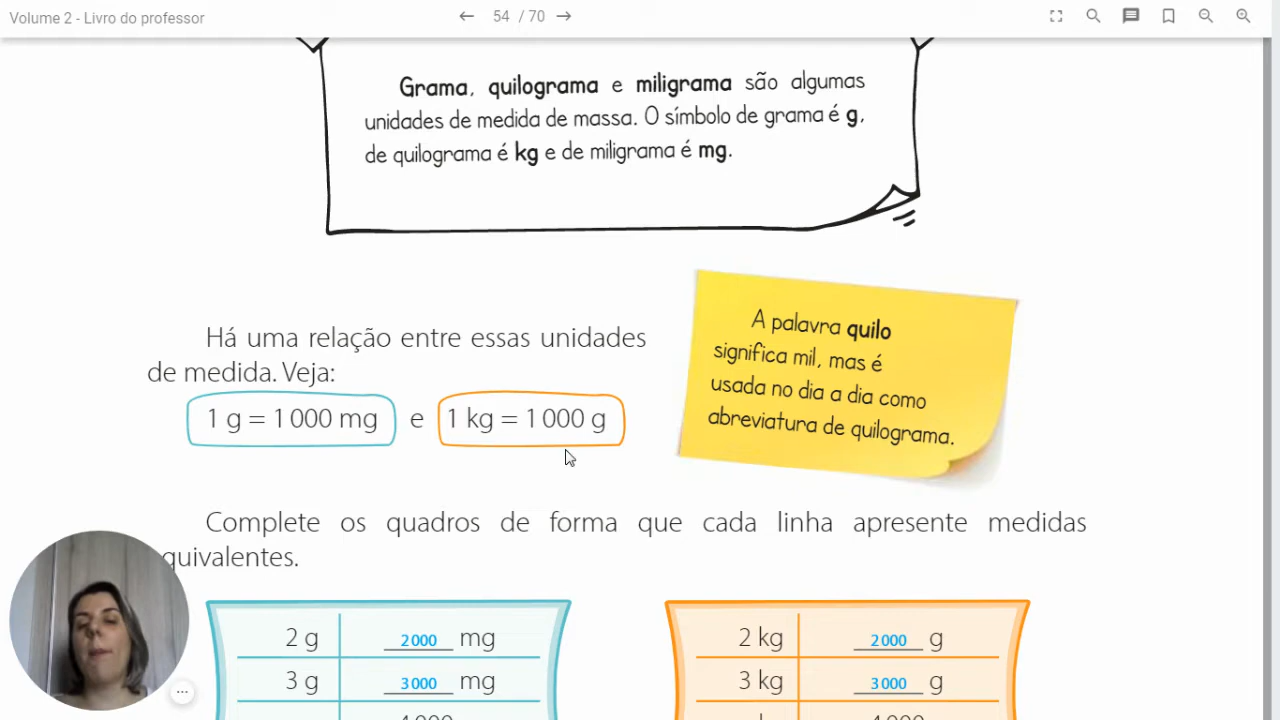 Volume 2 - Livro do professor
54 / 70
Grama, quilograma e miligrama são algumas
unidades de medida de massa. O símbolo de grama é g,
de quilograma é kg e de miligrama é mg.
A palavra quilo
significa mil, mas é
usada no dia a dia como
abreviatura de quilograma.
Há uma relação entre essas unidades
de medida. Veja:
1 g = 1 000 mg e 1 kg = 1 000 g
Complete os quadros de forma que cada linha apresente medidas
quivalentes.
2 g 2000 mg
3 g 3000 mg
2 kg 2000 g
3 kg 3000 g